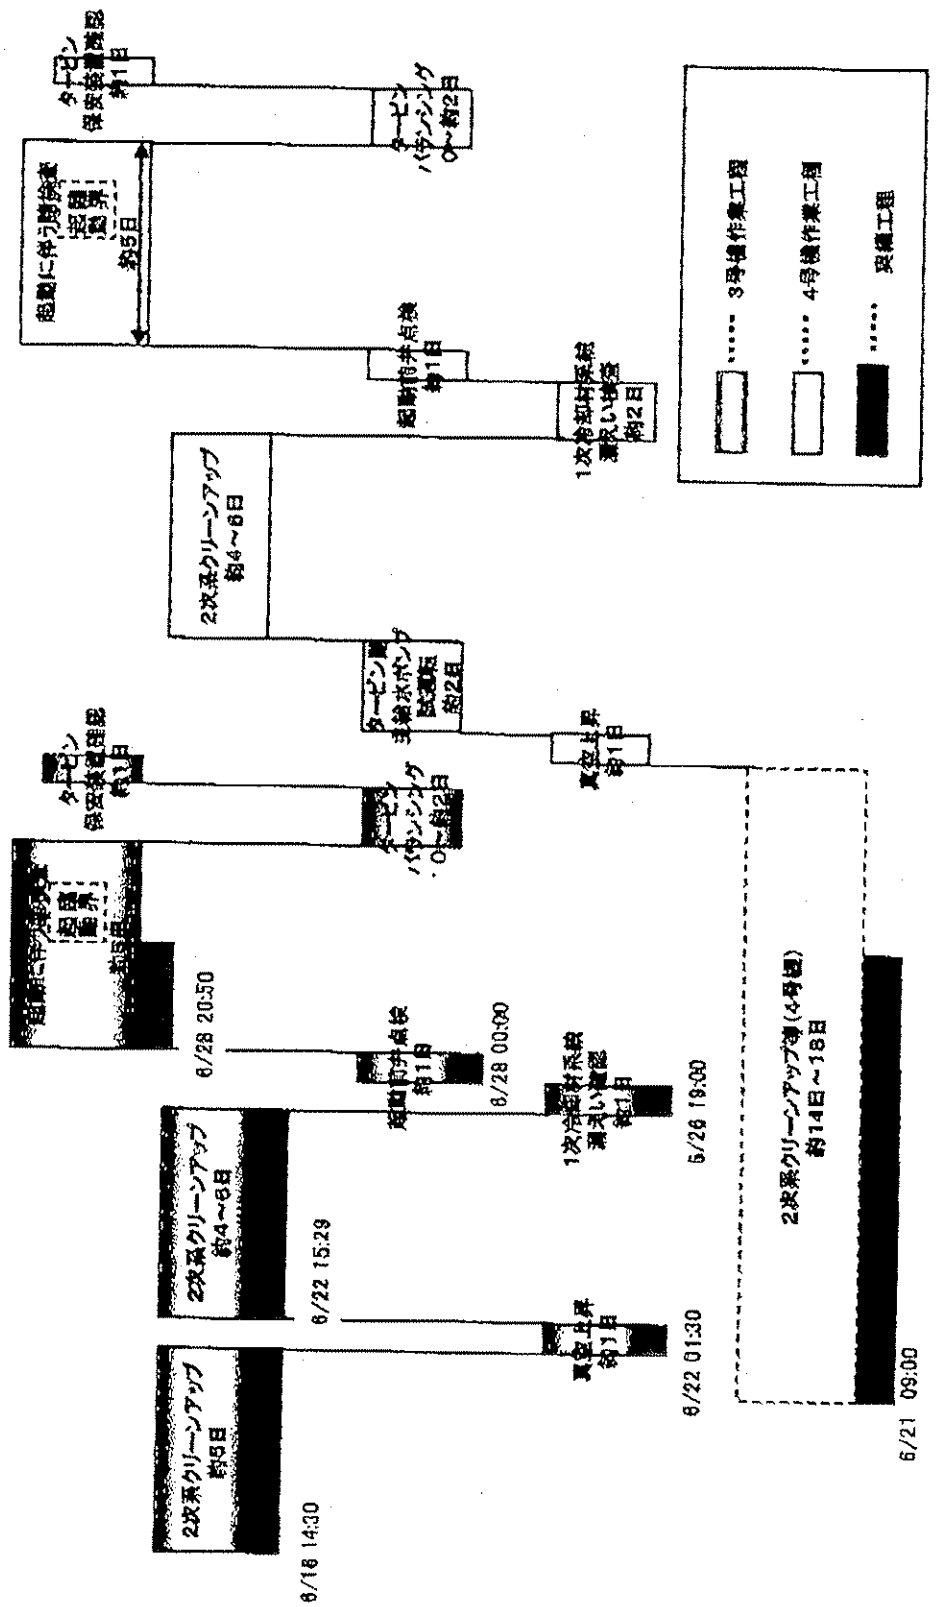 2次系クリーンアップ
約5日
6/16 14:30
真空上昇
約1日
6/22 01:30
2次系クリーンアップ
約4～6日
6/22 15:29
1次冷却材系統
漏えい確認
約1日
6/26 19:00
起動前弁点検
約1日
6/28 00:00
起動に伴う諸検査
起動
臨界
約5日
6/28 20:50
タービン
バランシング
0～約2日
タービン
保安装置確認
約1日
2次系クリーンアップ等(4号機)
約14日～18日
6/21 09:00
真空上昇
約1日
タービン動
主給水ポンプ
試運転
約2日
2次系クリーンアップ
約4～6日
1次冷却材系統
漏えい検査
約2日
起動前弁点検
約1日
起動に伴う諸検査
起動
臨界
約5日
タービン
バランシング
0～約2日
タービン
保安装置確認
約1日
····· 3号機作業工程
····· 4号機作業工程
····· 実績工程